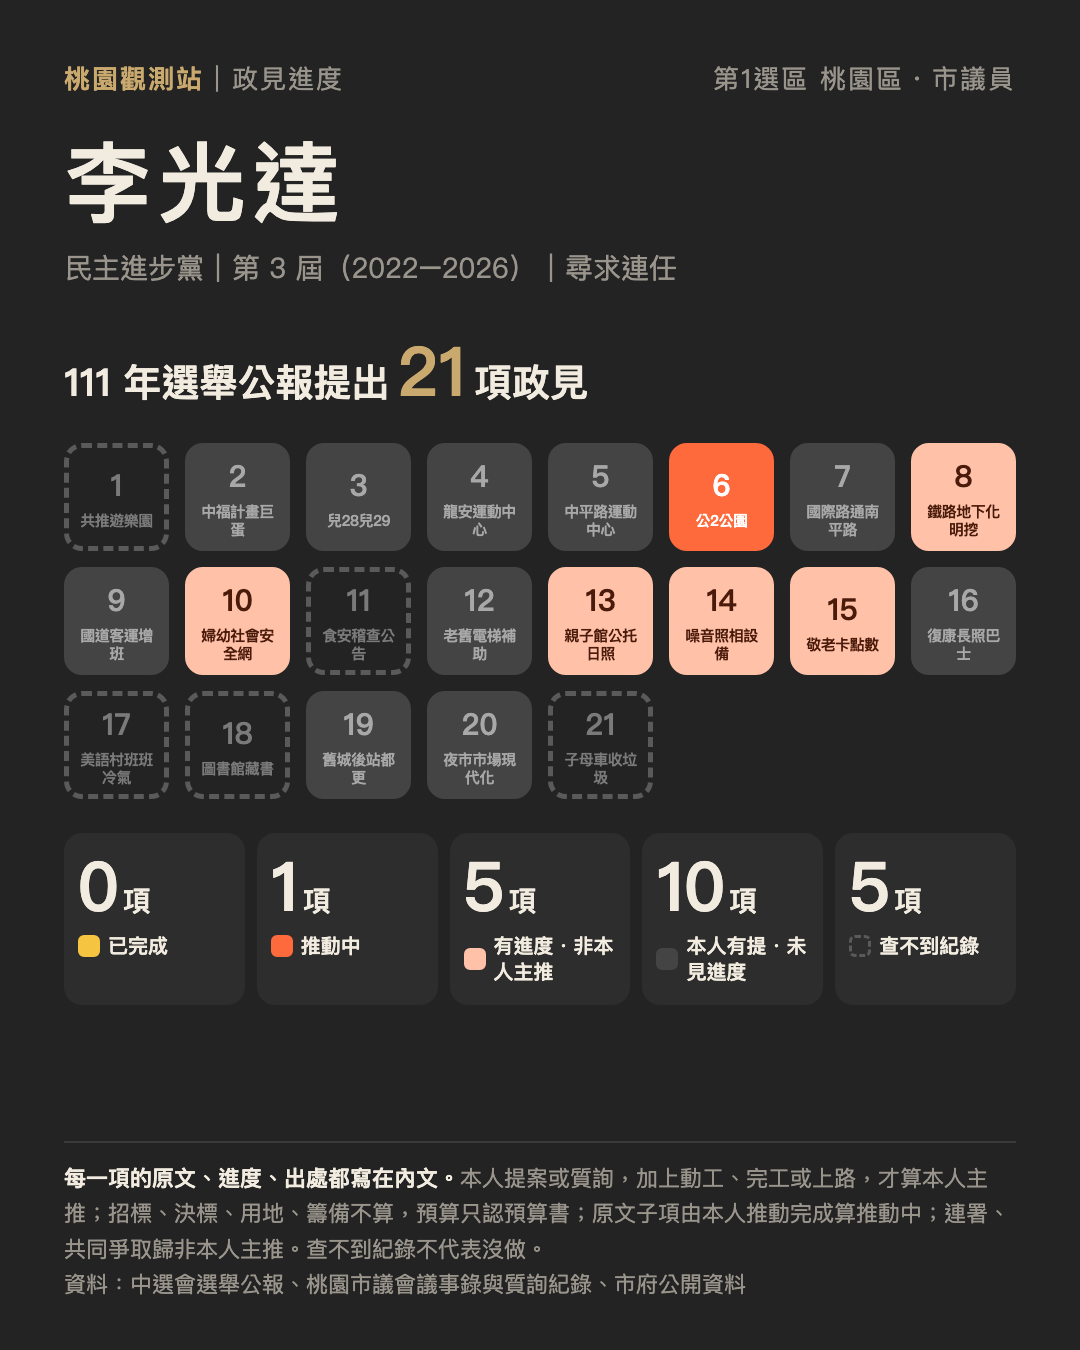 桃園觀測站｜政見進度
第1選區 桃園區・市議員
李光達
民主進步黨｜第 3 屆（2022–2026）｜尋求連任
111 年選舉公報提出 21 項政見
1
共推遊樂園
2
中福計畫巨
蛋
3
兒28兒29
4
龍安運動中
心
5
中平路運動
中心
6
公2公園
7
國際路通南
平路
8
鐵路地下化
明挖
9
國道客運增
班
10
婦幼社會安
全網
11
食安稽查公
告
12
老舊電梯補
助
13
親子館公托
日照
14
噪音照相設
備
15
敬老卡點數
16
復康長照巴
士
17
美語村班班
冷氣
18
圖書館藏書
19
舊城後站都
更
20
夜市市場現
代化
21
子母車收垃
圾
0項
已完成
1項
推動中
5項
有進度・非本
人主推
10項
本人有提・未
見進度
5項
查不到紀錄
每一項的原文、進度、出處都寫在內文。本人提案或質詢，加上動工、完工或上路，才算本人主
推；招標、決標、用地、籌備不算，預算只認預算書；原文子項由本人推動完成算推動中；連署、
共同爭取歸非本人主推。查不到紀錄不代表沒做。
資料：中選會選舉公報、桃園市議會議事錄與質詢紀錄、市府公開資料